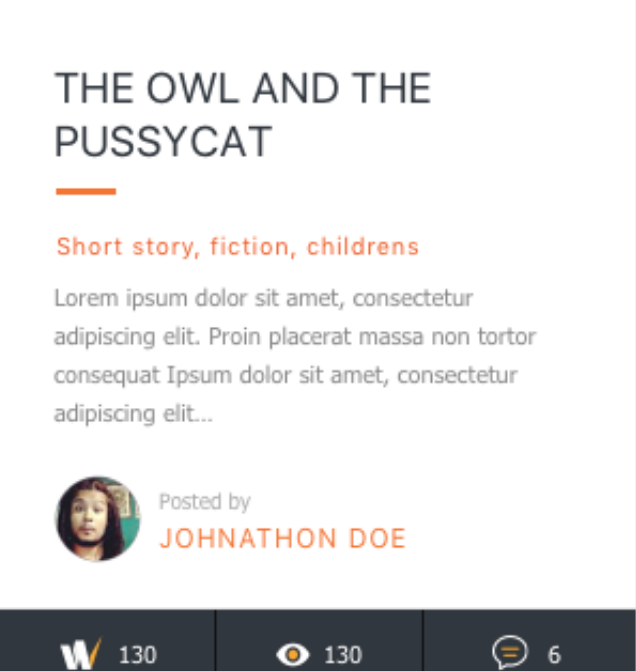 THE OWL AND THE
PUSSYCAT
Short story, fiction, childrens
Lorem ipsum dolor sit amet, consectetur
adipiscing elit. Proin placerat massa non tortor
consequat Ipsum dolor sit amet, consectetur
adipiscing elit...
Posted by
JOHNATHON DOE
W 130 130 6